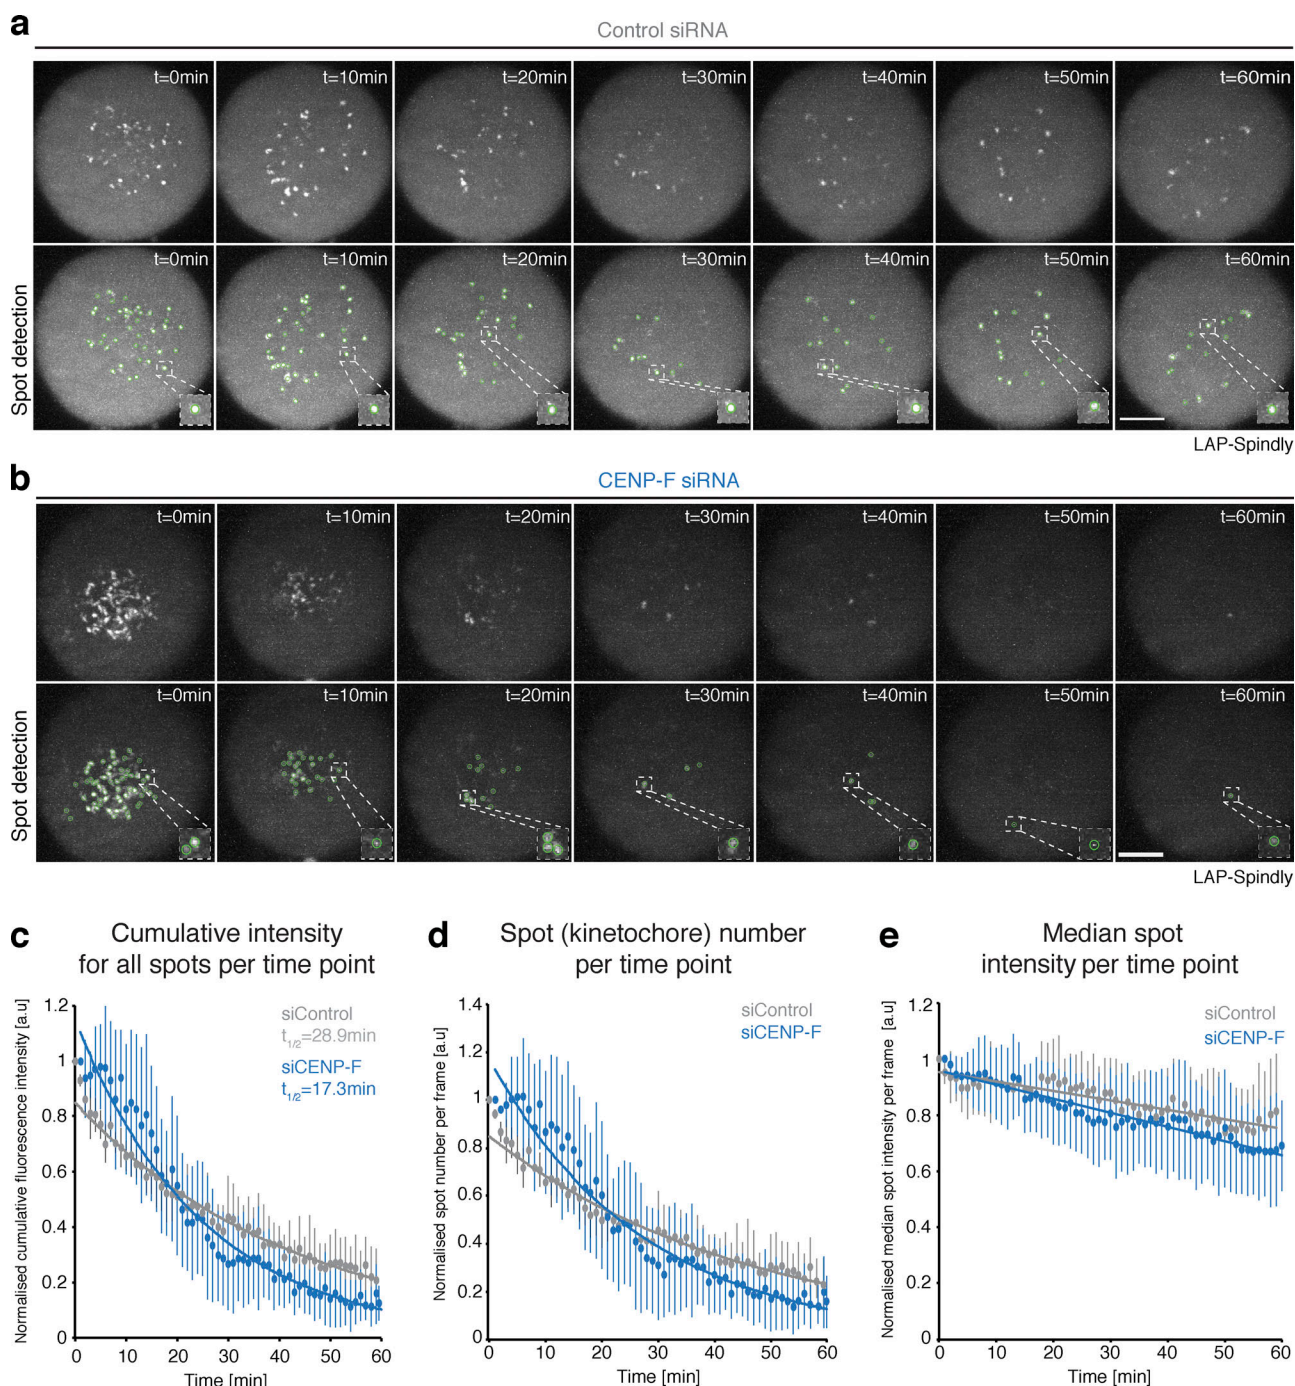 a
Control siRNA
t=0min t=10min t=20min t=30min t=40min t=50min t=60min
Spot detection
t=0min t=10min t=20min t=30min t=40min t=50min t=60min
LAP-Spindly
b
CENP-F siRNA
t=0min t=10min t=20min t=30min t=40min t=50min t=60min
Spot detection
t=0min t=10min t=20min t=30min t=40min t=50min t=60min
LAP-Spindly
c
Cumulative intensity
for all spots per time point
Normalised cumulative fluorescence intensity [a.u]
1.2
1
0.8
0.6
0.4
0.2
0
siControl
t1/2=28.9min
siCENP-F
t1/2=17.3min
0 10 20 30 40 50 60
Time [min]
d
Spot (kinetochore) number
per time point
Normalised spot number per frame [a.u]
1.4
1.2
1
0.8
0.6
0.4
0.2
0
siControl
siCENP-F
0 10 20 30 40 50 60
Time [min]
e
Median spot
intensity per time point
Normalised median spot intensity per frame [a.u]
1.2
1
0.8
0.6
0.4
0.2
0
siControl
siCENP-F
0 10 20 30 40 50 60
Time [min]